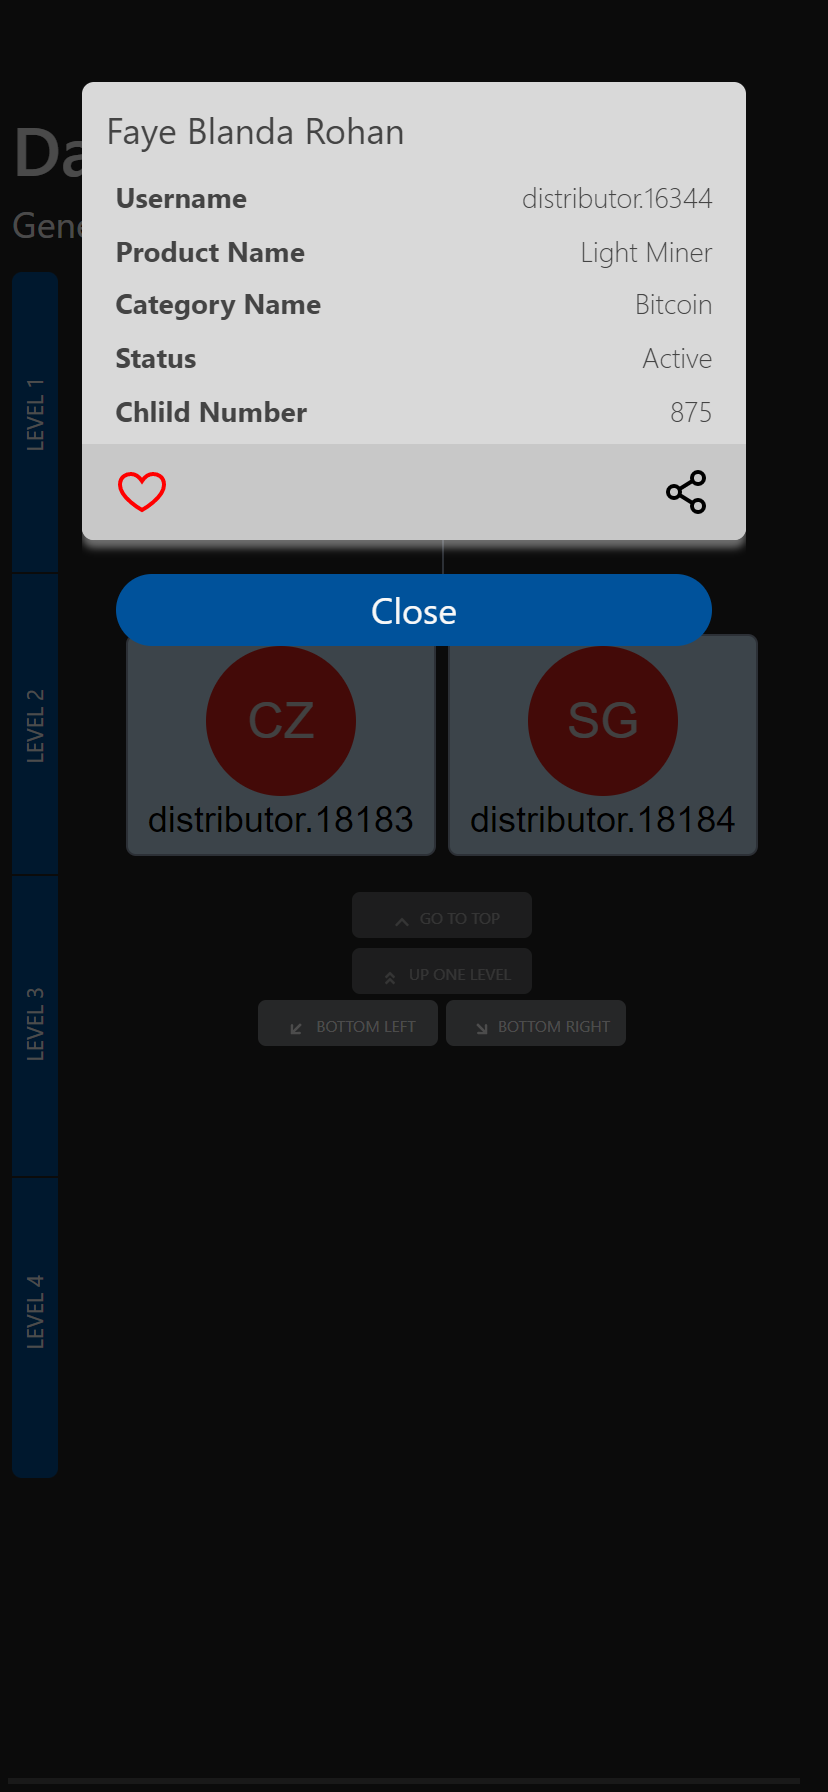 Da
Gene
Faye Blanda Rohan
Username distributor.16344
Product Name Light Miner
Category Name Bitcoin
Status Active
Chlild Number 875
Close
LEVEL 1
LEVEL 2
CZ SG
distributor.18183 distributor.18184
GO TO TOP
UP ONE LEVEL
BOTTOM LEFT BOTTOM RIGHT
LEVEL 3
LEVEL 4